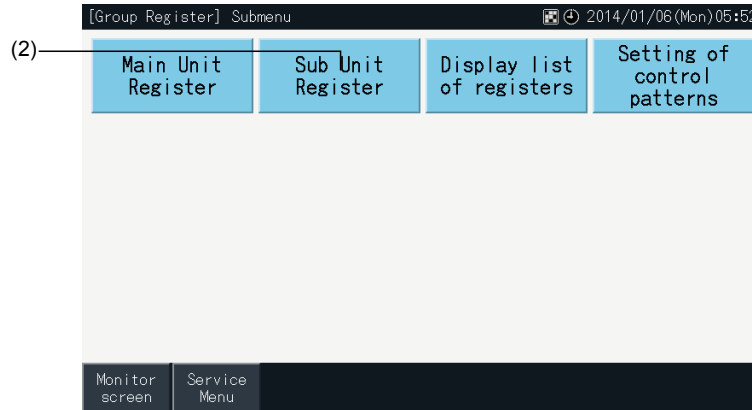 [Group Register] Submenu 2014/01/06(Mon)05:52
(2)
Main Unit Register
Sub Unit Register
Display list of registers
Setting of control patterns
Monitor screen
Service Menu